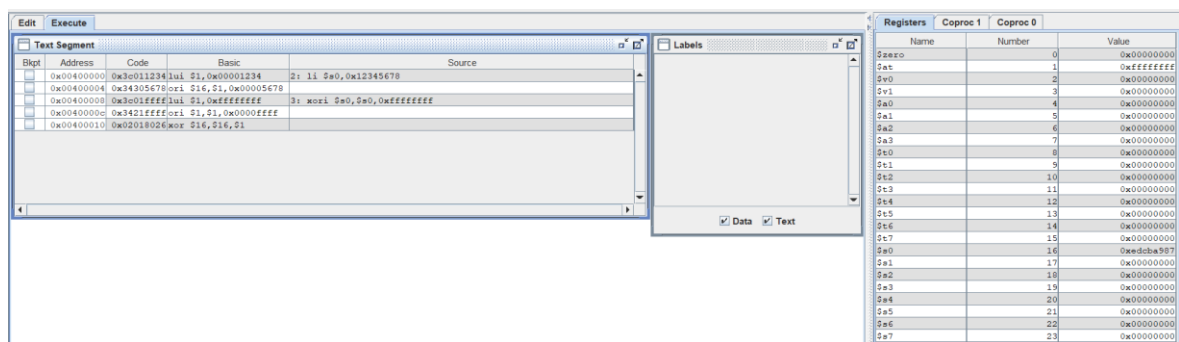 Edit Execute
Text Segment
Bkpt Address Code Basic Source
0x00400000 0x3c011234 lui $1,0x00001234 2: li $s0,0x12345678
0x00400004 0x34305678 ori $16,$1,0x00005678
0x00400008 0x3c01ffff lui $1,0xffffffff 3: xori $s0,$s0,0xffffffff
0x0040000c 0x3421ffff ori $1,$1,0x0000ffff
0x00400010 0x02018026 xor $16,$16,$1
Labels
Data Text
Registers Coproc 1 Coproc 0
Name Number Value
$zero 0 0x00000000
$at 1 0xffffffff
$v0 2 0x00000000
$v1 3 0x00000000
$a0 4 0x00000000
$a1 5 0x00000000
$a2 6 0x00000000
$a3 7 0x00000000
$t0 8 0x00000000
$t1 9 0x00000000
$t2 10 0x00000000
$t3 11 0x00000000
$t4 12 0x00000000
$t5 13 0x00000000
$t6 14 0x00000000
$t7 15 0x00000000
$s0 16 0xedcba987
$s1 17 0x00000000
$s2 18 0x00000000
$s3 19 0x00000000
$s4 20 0x00000000
$s5 21 0x00000000
$s6 22 0x00000000
$s7 23 0x00000000